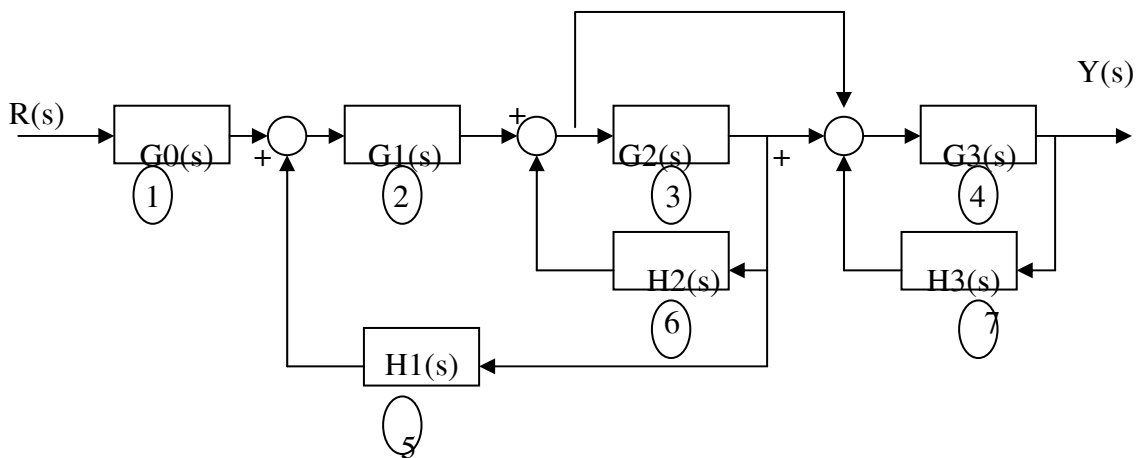 Y(s)
R(s)
+
G0(s)
+
G1(s)
G2(s)
+
G3(s)
1
2
3
4
H2(s)
H3(s)
6
7
H1(s)
5